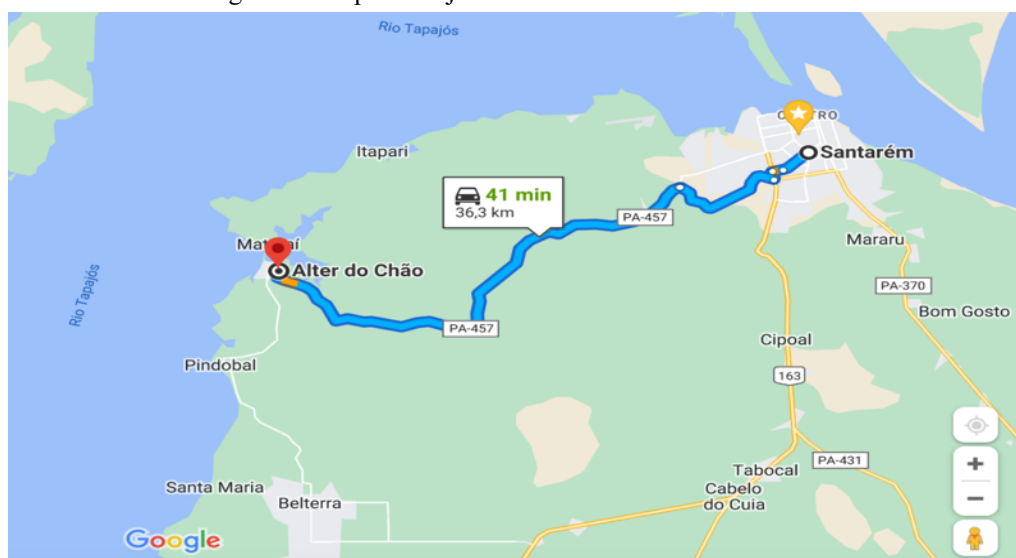 Rio Tapajós
CENTRO
Itapari
Santarém
41 min
36,3 km
PA-457
Mararu
Alter do Chão
Rio Tapajós
PA-370
Bom Gosto
PA-457
Cipoal
Pindobal
163
Tabocal
PA-431
Santa Maria
Cabelo
do Cuia
Belterra
Google